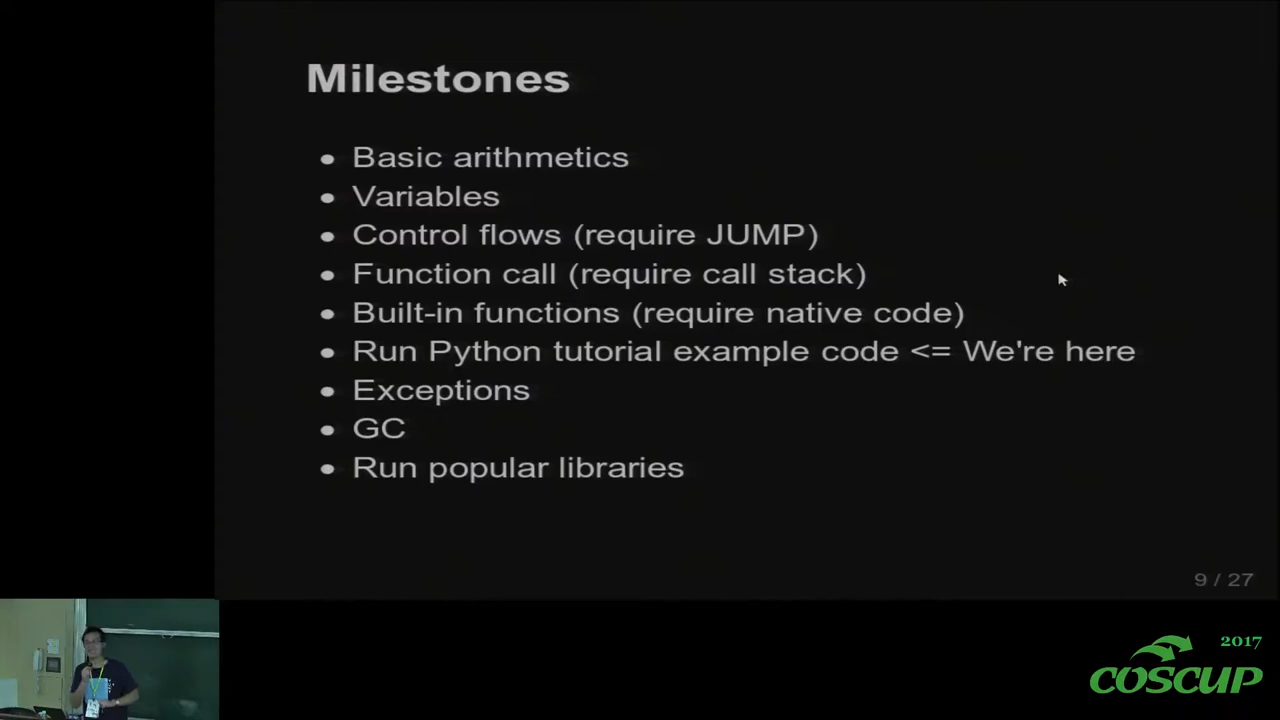 Milestones
Basic arithmetics
Variables
Control flows (require JUMP)
Function call (require call stack)
Built-in functions (require native code)
Run Python tutorial example code <= We're here
Exceptions
GC
Run popular libraries
9 / 27
2017
COSCUP